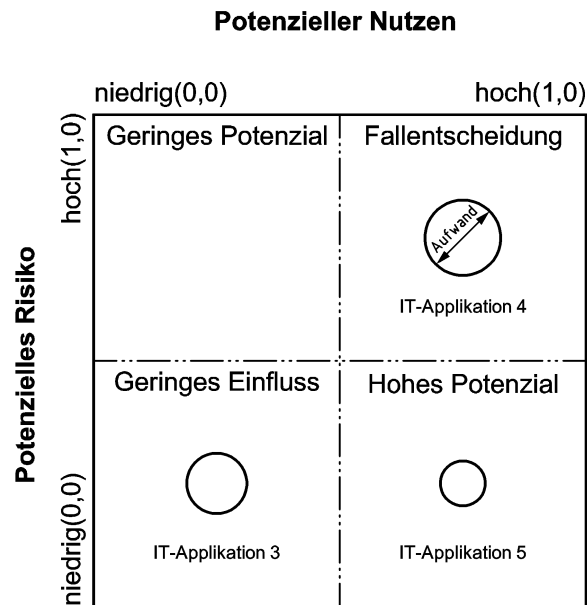 Potenzieller Nutzen
niedrig(0,0)
hoch(1,0)
Potenzielles Risiko
hoch(1,0)
niedrig(0,0)
Geringes Potenzial
Fallentscheidung
Aufwand
IT-Applikation 4
Geringes Einfluss
Hohes Potenzial
IT-Applikation 3
IT-Applikation 5